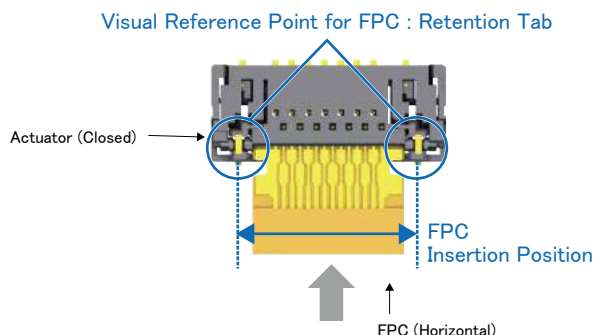 Visual Reference Point for FPC : Retention Tab
Actuator (Closed)
FPC
Insertion Position
FPC (Horizontal)